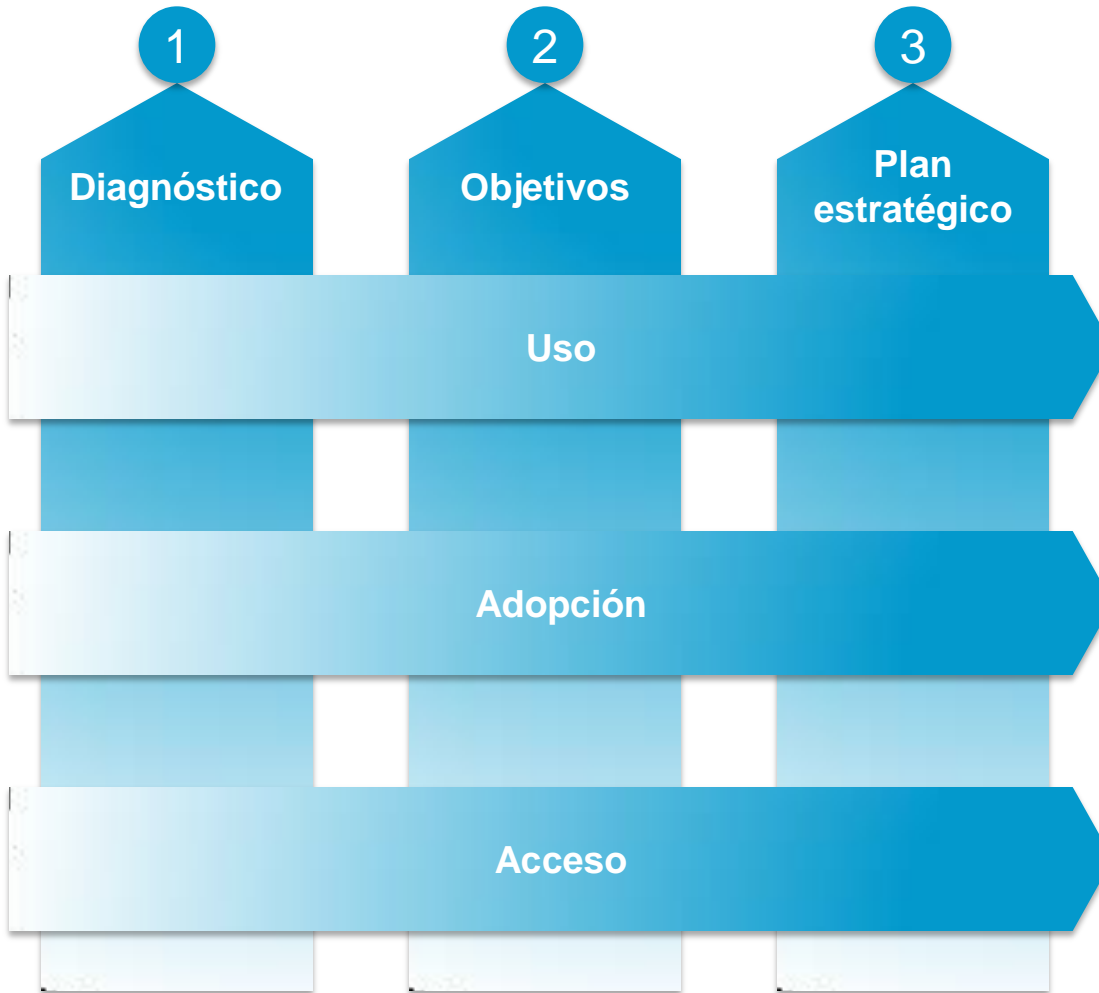 1
2
3
Diagnóstico
Objetivos
Plan
estratégico
Uso
Adopción
Acceso